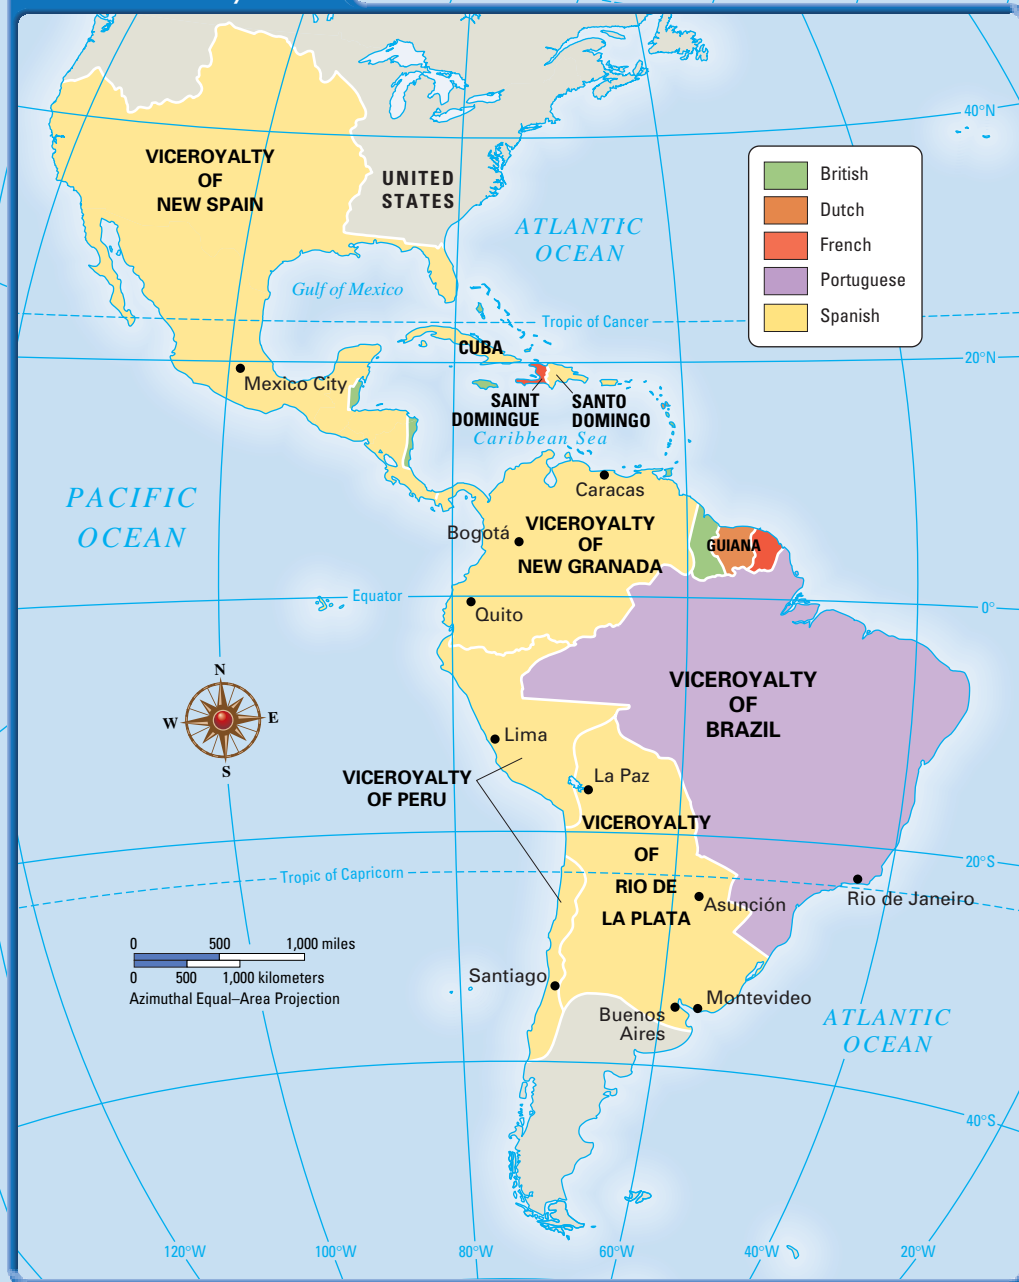 40°N
VICEROYALTY
OF
NEW SPAIN
UNITED
STATES
British
Dutch
French
Portuguese
Spanish
ATLANTIC
OCEAN
Gulf of Mexico
Tropic of Cancer
CUBA
20°N
Mexico City
SAINT
DOMINGUE
SANTO
DOMINGO
Caribbean Sea
PACIFIC
OCEAN
Caracas
Bogotá
VICEROYALTY
OF
NEW GRANADA
GUIANA
Equator
0°
Quito
N
W
E
S
VICEROYALTY
OF
BRAZIL
Lima
VICEROYALTY
OF PERU
La Paz
VICEROYALTY
OF
RIO DE
LA PLATA
20°S
Tropic of Capricorn
Asunción
Rio de Janeiro
0 500 1,000 miles
0 500 1,000 kilometers
Azimuthal Equal–Area Projection
Santiago
Buenos
Aires
Montevideo
ATLANTIC
OCEAN
40°S
120°W
100°W
80°W
60°W
40°W
20°W